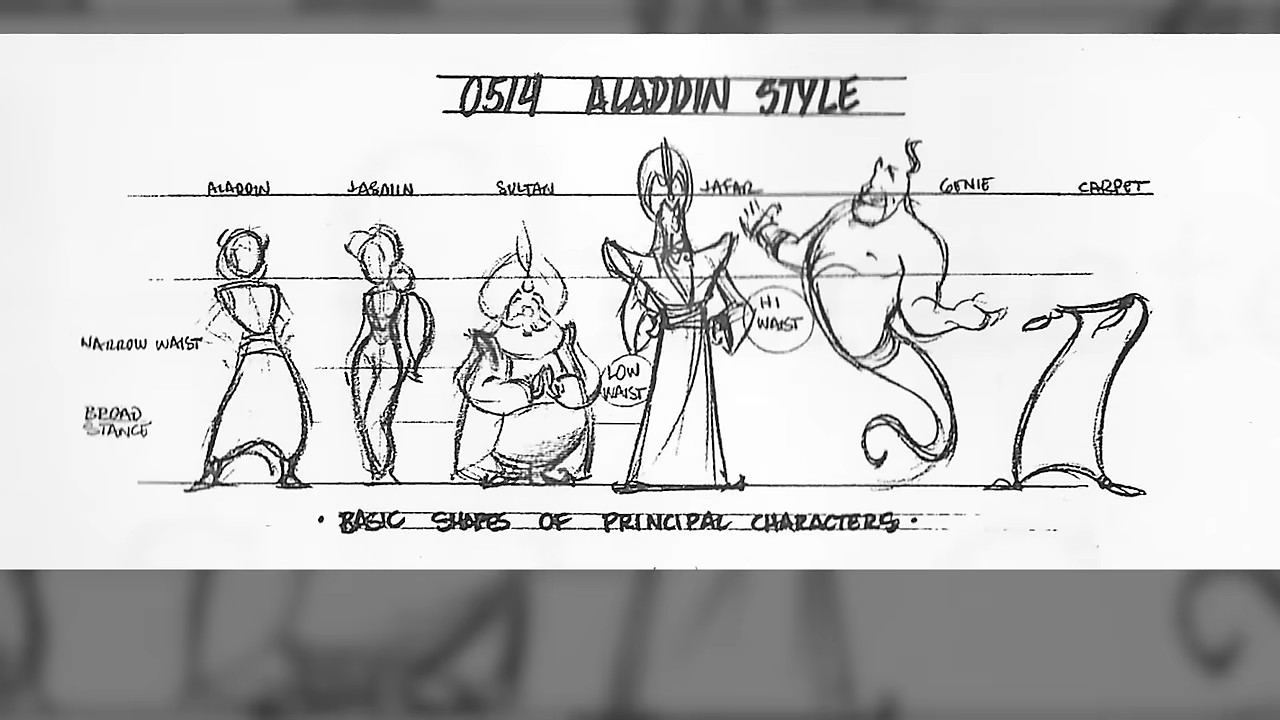 0514 ALADDIN STYLE
ALADDIN JASMIN SULTAN JAFAR GENIE CARPET
HI
WAIST
NARROW WAIST
LOW
WAIST
BROAD
STANCE
· BASIC SHAPES OF PRINCIPAL CHARACTERS ·